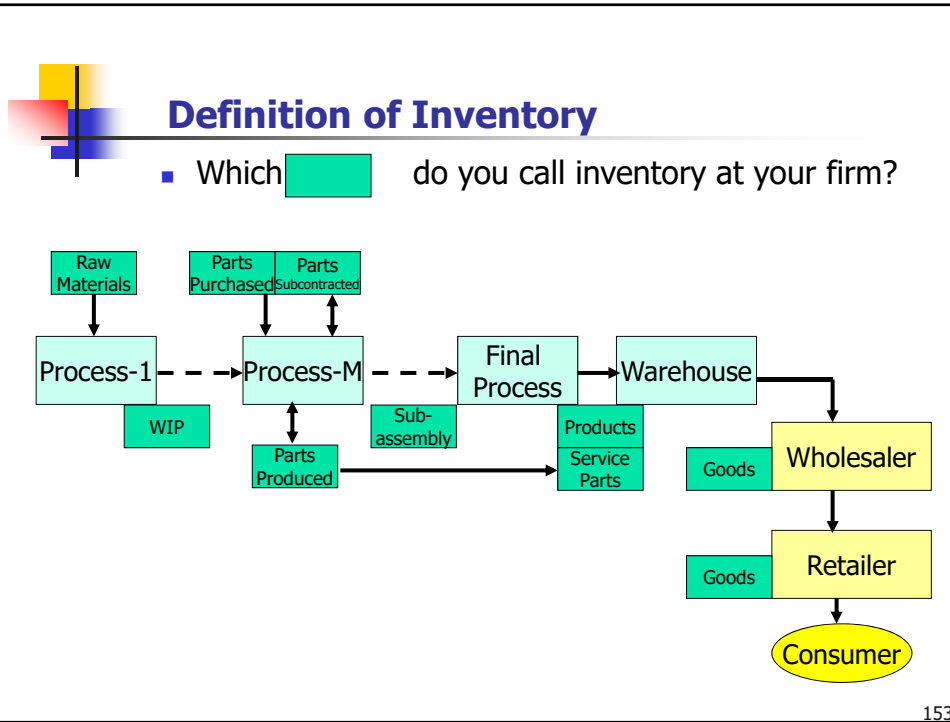 Definition of Inventory
Which do you call inventory at your firm?
Raw
Materials
Parts
Purchased
Parts
Subcontracted
Process-1
Process-M
Final
Process
Warehouse
WIP
Sub-
assembly
Products
Parts
Produced
Service
Parts
Goods
Wholesaler
Goods
Retailer
Consumer
153